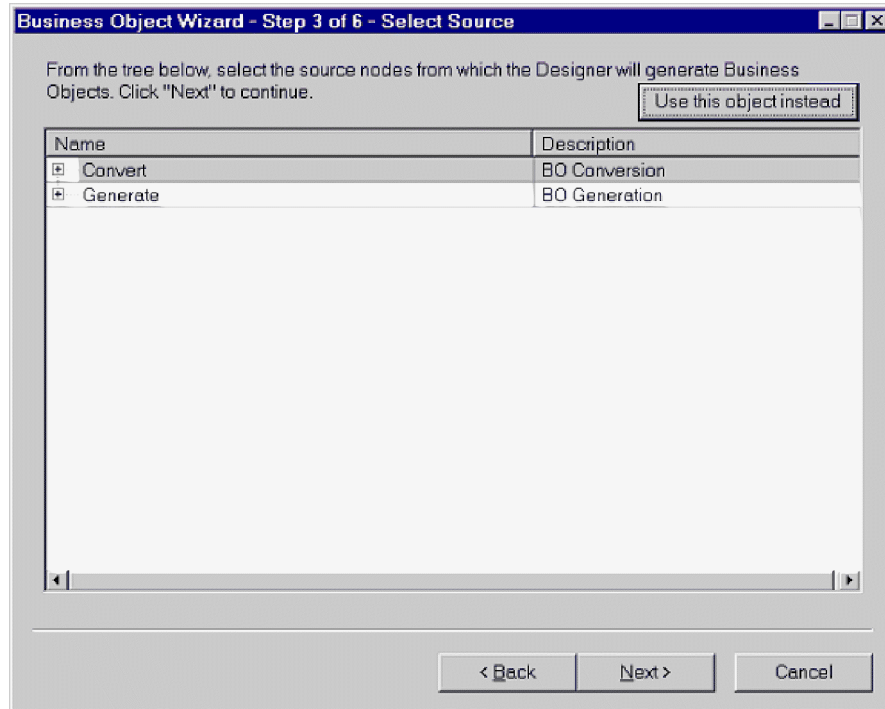 Business Object Wizard - Step 3 of 6 - Select Source
From the tree below, select the source nodes from which the Designer will generate Business
Objects. Click "Next" to continue.
Use this object instead
Name Description
Convert BO Conversion
Generate BO Generation
< Back Next > Cancel